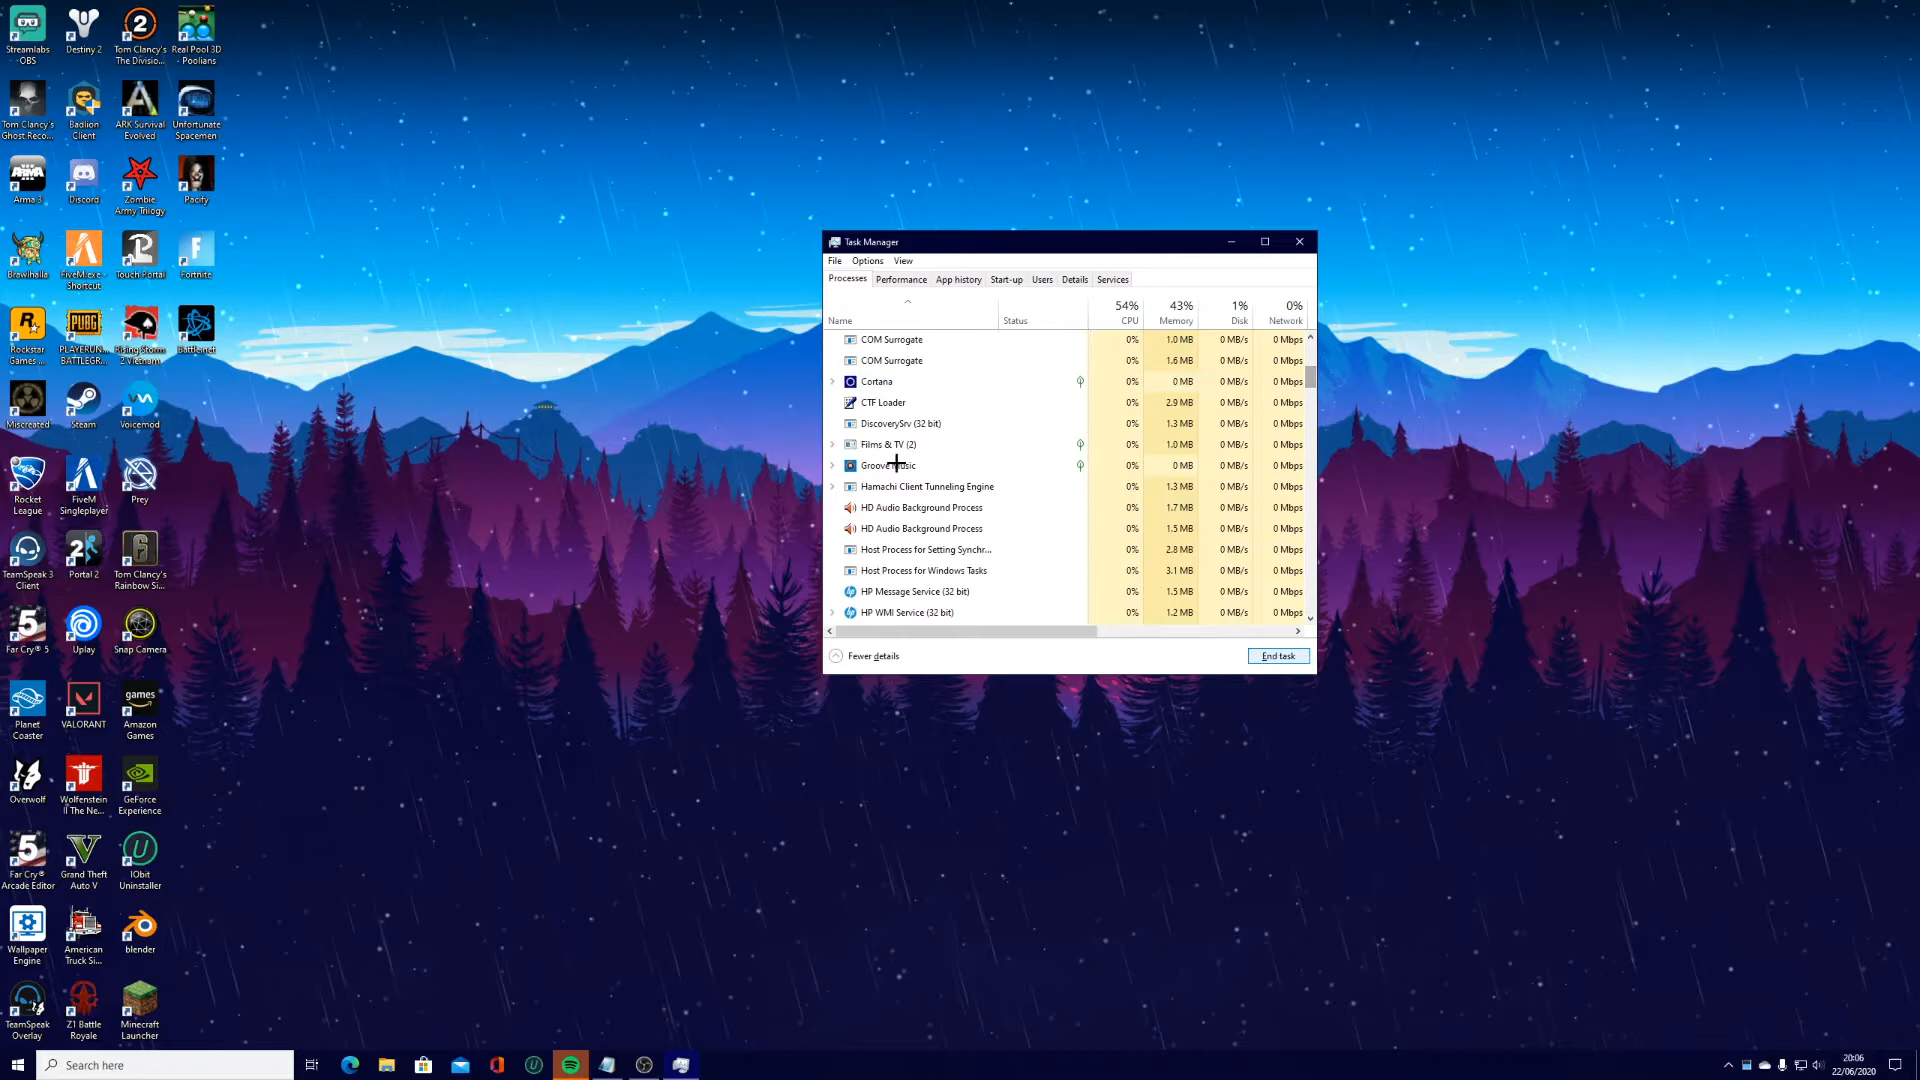 Streamlabs OBS
Destiny 2
Tom Clancy's The Divisio...
Real Pool 3D - Poolians
Tom Clancy's Ghost Reco...
Badlion Client
ARK Survival Evolved
Unfortunate Spacemen
Arma 3
Discord
Zombie Army Trilogy
Pacify
Brawlhalla
FiveM.exe - Shortcut
Touch Portal
Fortnite
Rockstar Games ...
PLAYERUN... BATTLEGR...
Rising Storm 2 Vietnam
Battle.net
Miscreated
Steam
Voicemod
Rocket League
FiveM Singleplayer
Prey
TeamSpeak 3 Client
Portal 2
Tom Clancy's Rainbow Si...
Far Cry® 5
Uplay
Snap Camera
Planet Coaster
VALORANT
Amazon Games
Overwolf
Wolfenstein II The Ne...
GeForce Experience
Far Cry® Arcade Editor
Grand Theft Auto V
IObit Uninstaller
Wallpaper Engine
American Truck Si...
blender
TeamSpeak Overlay
Z1 Battle Royale
Minecraft Launcher
Task Manager
File Options View
Processes Performance App history Start-up Users Details Services
54% 43% 1% 0%
Name Status CPU Memory Disk Network
COM Surrogate 0% 1.0 MB 0 MB/s 0 Mbps
COM Surrogate 0% 1.6 MB 0 MB/s 0 Mbps
Cortana 0% 0 MB 0 MB/s 0 Mbps
CTF Loader 0% 2.9 MB 0 MB/s 0 Mbps
DiscoverySrv (32 bit) 0% 1.3 MB 0 MB/s 0 Mbps
Films & TV (2) 0% 1.0 MB 0 MB/s 0 Mbps
Groove Music 0% 0 MB 0 MB/s 0 Mbps
Hamachi Client Tunneling Engine 0% 1.3 MB 0 MB/s 0 Mbps
HD Audio Background Process 0% 1.7 MB 0 MB/s 0 Mbps
HD Audio Background Process 0% 1.5 MB 0 MB/s 0 Mbps
Host Process for Setting Synchr... 0% 2.8 MB 0 MB/s 0 Mbps
Host Process for Windows Tasks 0% 3.1 MB 0 MB/s 0 Mbps
HP Message Service (32 bit) 0% 1.5 MB 0 MB/s 0 Mbps
HP WMI Service (32 bit) 0% 1.2 MB 0 MB/s 0 Mbps
Fewer details End task
Search here
20:06
22/06/2020